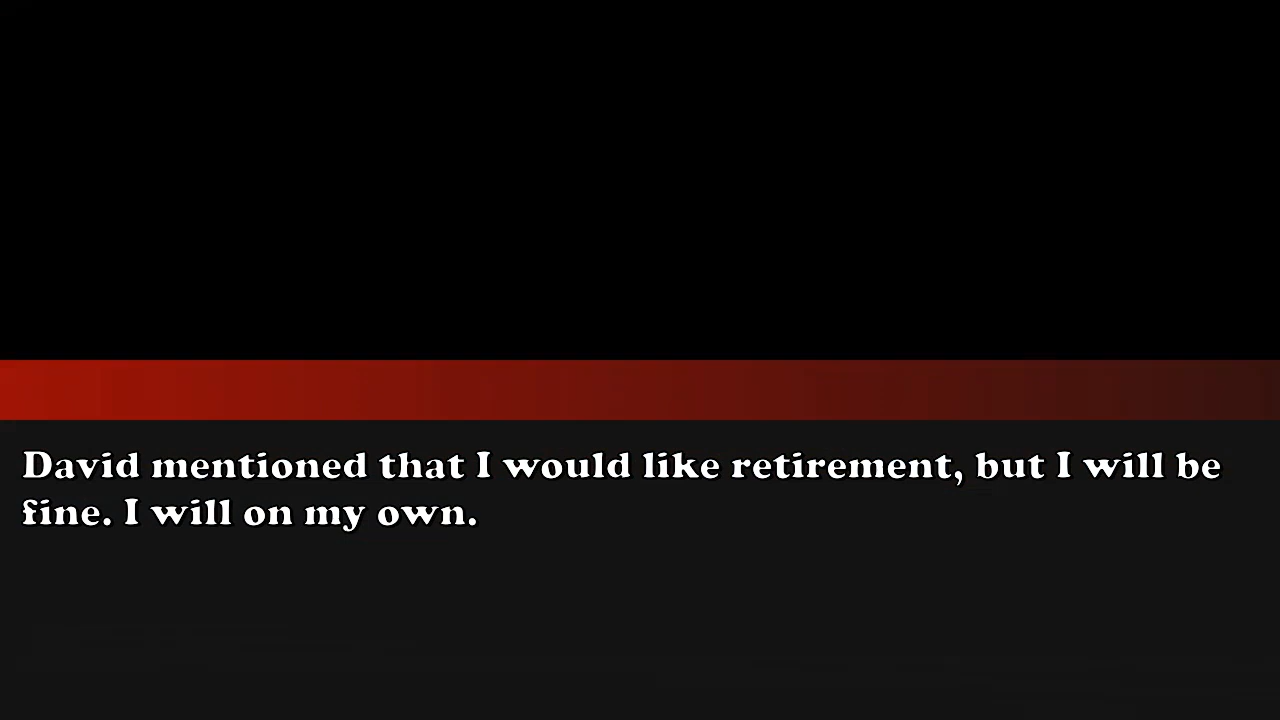 David mentioned that I would like retirement, but I will be
fine. I will on my own.